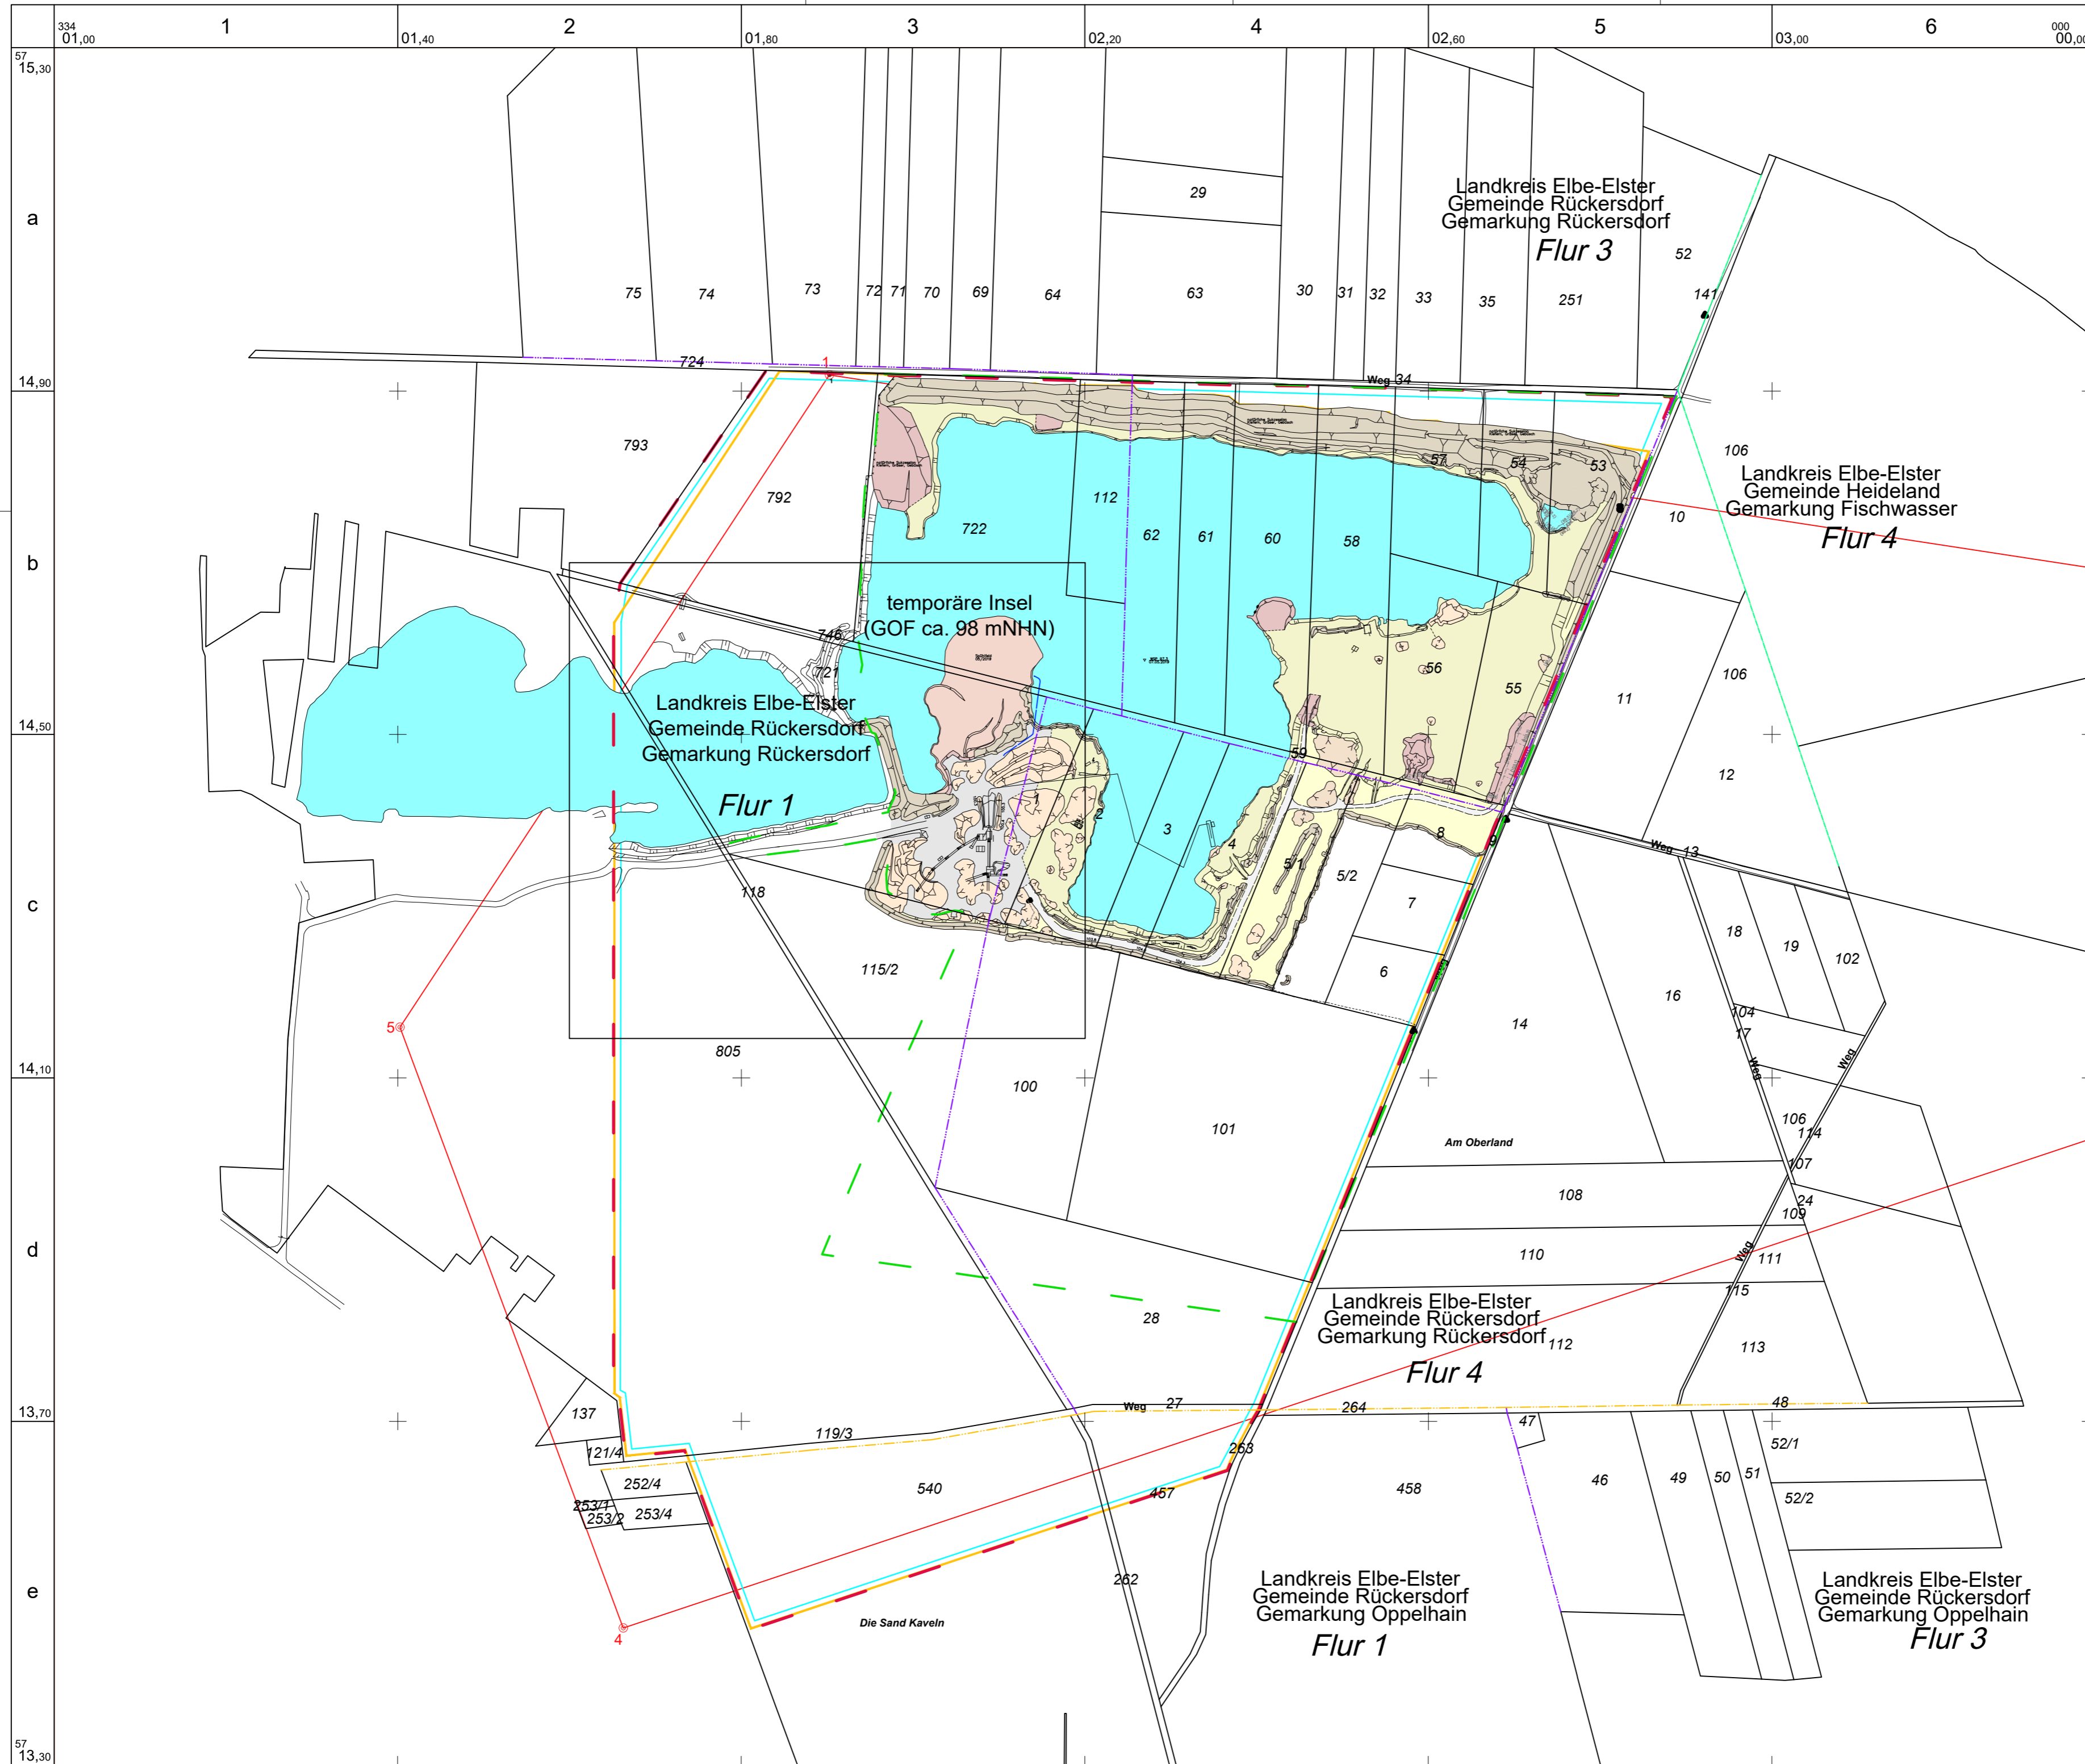 1 2 3 4 5 6
334
01,00 01,40 01,80 02,20 02,60 03,00
000
00,00
57
15,30
a
29
Landkreis Elbe-Elster
Gemeinde Rückersdorf
Gemarkung Rückersdorf
Flur 3
52
75 74 73 72 71 70 69 64 63 30 31 32 33 35 251 141
724 1
1
14,90
Weg 34
793
57 54 53
106
Landkreis Elbe-Elster
Gemeinde Heideland
Gemarkung Fischwasser
Flur 4
792
112
10
722
62 61 60 58
b
temporäre Insel
(GOF ca. 98 mNHN)
746
721
56
55
106
11
Landkreis Elbe-Elster
Gemeinde Rückersdorf
Gemarkung Rückersdorf
Flur 1
14,50
59
12
1
2
3
4
8
9
Weg 13
5/1
5/2
c
118
7
18
19
102
115/2
6
Weg
16
104
17
5
14
805
14,10
Weg
Weg
100
101
106
114
Am Oberland
107
108
24
109
d
Weg
110
111
115
28
Landkreis Elbe-Elster
Gemeinde Rückersdorf
Gemarkung Rückersdorf
Flur 4
112
113
13,70
137
Weg 27
264
48
47
119/3
121/4
263
52/1
252/4
540
457
458
46
49
50
51
52/2
253/1
253/2
253/4
e
262
Landkreis Elbe-Elster
Gemeinde Rückersdorf
Gemarkung Oppelhain
Flur 1
Landkreis Elbe-Elster
Gemeinde Rückersdorf
Gemarkung Oppelhain
Flur 3
Die Sand Kaveln
4
57
13,30